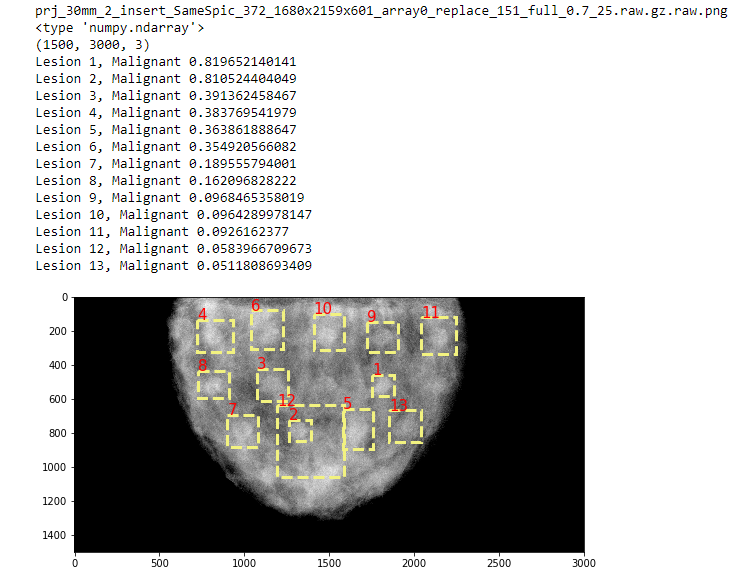 prj_30mm_2_insert_SameSpic_372_1680x2159x601_array0_replace_151_full_0.7_25.raw.gz.raw.png
<type 'numpy.ndarray'>
(1500, 3000, 3)
Lesion 1, Malignant 0.819652140141
Lesion 2, Malignant 0.810524404049
Lesion 3, Malignant 0.391362458467
Lesion 4, Malignant 0.383769541979
Lesion 5, Malignant 0.363861888647
Lesion 6, Malignant 0.354920566082
Lesion 7, Malignant 0.189555794001
Lesion 8, Malignant 0.162096828222
Lesion 9, Malignant 0.0968465358019
Lesion 10, Malignant 0.0964289978147
Lesion 11, Malignant 0.0926162377
Lesion 12, Malignant 0.0583966709673
Lesion 13, Malignant 0.0511808693409
0
200
400
600
800
1000
1200
1400
4
6
10
9
11
8
3
1
7
12
2
5
13
0
500
1000
1500
2000
2500
3000